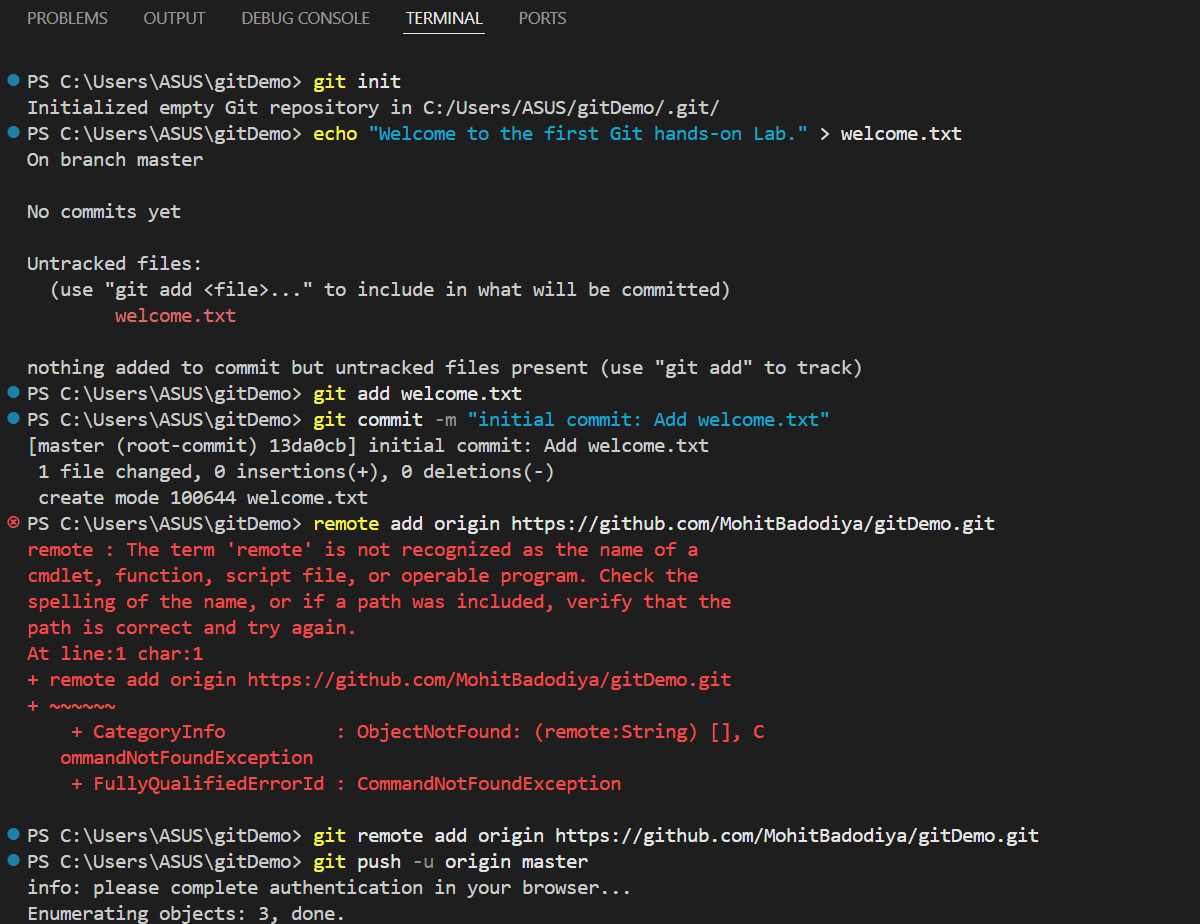 PROBLEMS OUTPUT DEBUG CONSOLE TERMINAL PORTS
PS C:\Users\ASUS\gitDemo> git init
Initialized empty Git repository in C:/Users/ASUS/gitDemo/.git/
PS C:\Users\ASUS\gitDemo> echo "Welcome to the first Git hands-on Lab." > welcome.txt
On branch master

No commits yet

Untracked files:
  (use "git add <file>..." to include in what will be committed)
        welcome.txt

nothing added to commit but untracked files present (use "git add" to track)
PS C:\Users\ASUS\gitDemo> git add welcome.txt
PS C:\Users\ASUS\gitDemo> git commit -m "initial commit: Add welcome.txt"
[master (root-commit) 13da0cb] initial commit: Add welcome.txt
 1 file changed, 0 insertions(+), 0 deletions(-)
 create mode 100644 welcome.txt
PS C:\Users\ASUS\gitDemo> remote add origin https://github.com/MohitBadodiya/gitDemo.git
remote : The term 'remote' is not recognized as the name of a
cmdlet, function, script file, or operable program. Check the
spelling of the name, or if a path was included, verify that the
path is correct and try again.
At line:1 char:1
+ remote add origin https://github.com/MohitBadodiya/gitDemo.git
+ ~~~~~~
    + CategoryInfo          : ObjectNotFound: (remote:String) [], C
   ommandNotFoundException
    + FullyQualifiedErrorId : CommandNotFoundException

PS C:\Users\ASUS\gitDemo> git remote add origin https://github.com/MohitBadodiya/gitDemo.git
PS C:\Users\ASUS\gitDemo> git push -u origin master
info: please complete authentication in your browser...
Enumerating objects: 3, done.